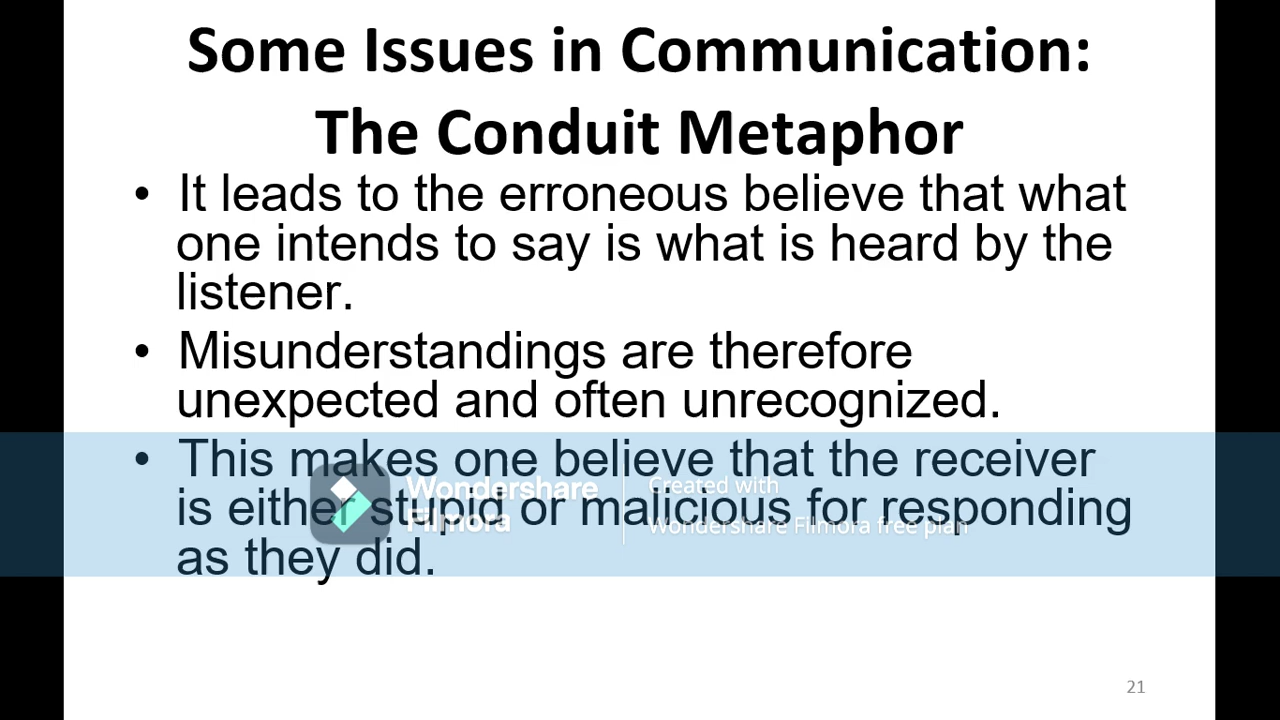 Some Issues in Communication:
The Conduit Metaphor
• It leads to the erroneous believe that what
one intends to say is what is heard by the
listener.
• Misunderstandings are therefore
unexpected and often unrecognized.
• This makes one believe that the receiver
is either stupid or malicious for responding
as they did.
Wondershare
Filmora
Created with
Wondershare Filmora free plan
21